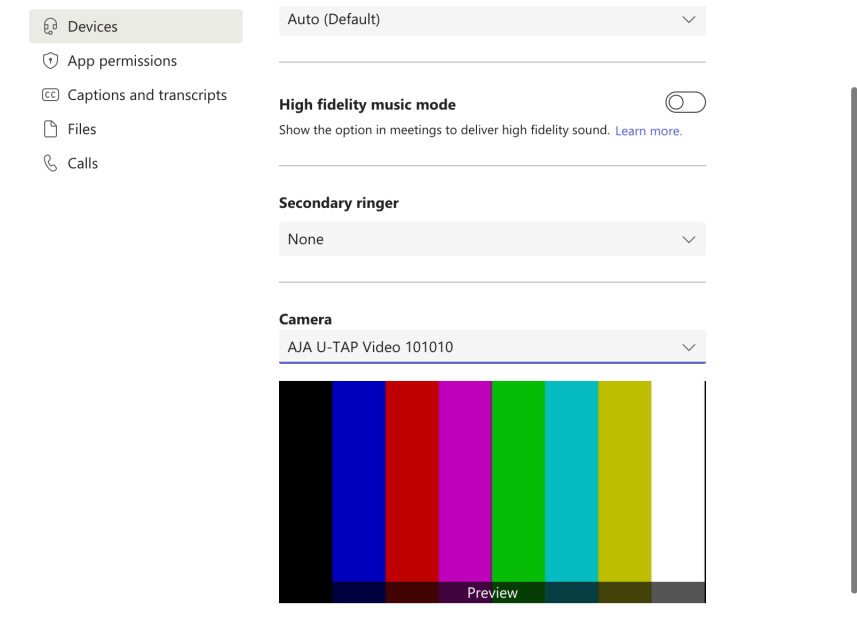 Devices
App permissions
CC Captions and transcripts
Files
Calls
Auto (Default)
High fidelity music mode
Show the option in meetings to deliver high fidelity sound. Learn more.
Secondary ringer
None
Camera
AJA U-TAP Video 101010
Preview